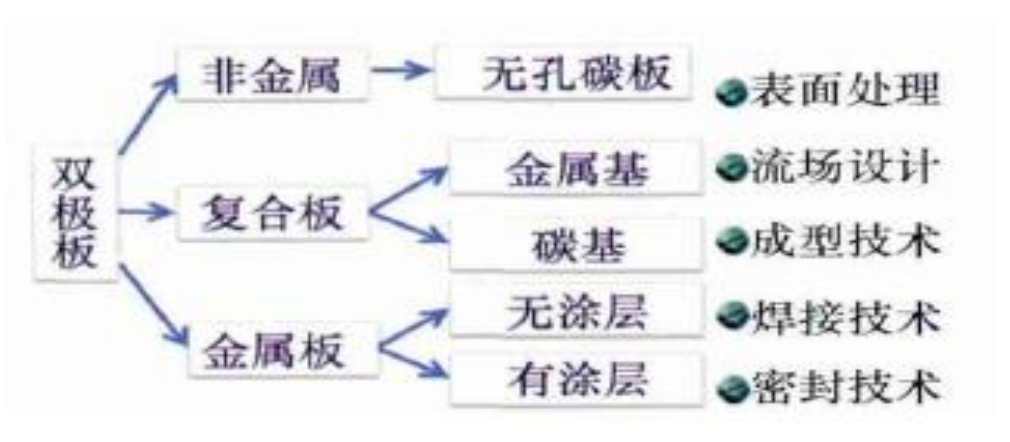 双极板
非金属
无孔碳板
复合板
金属基
碳基
金属板
无涂层
有涂层
表面处理
流场设计
成型技术
焊接技术
密封技术